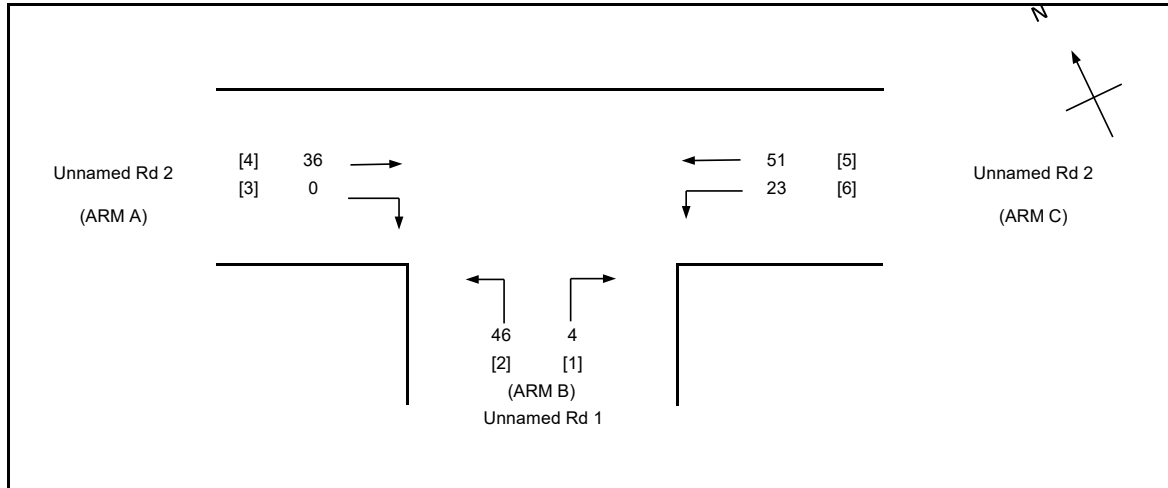 N
[4] 36
51 [5]
Unnamed Rd 2
Unnamed Rd 2
[3] 0
23 [6]
(ARM A)
(ARM C)
46 4
[2] [1]
(ARM B)
Unnamed Rd 1